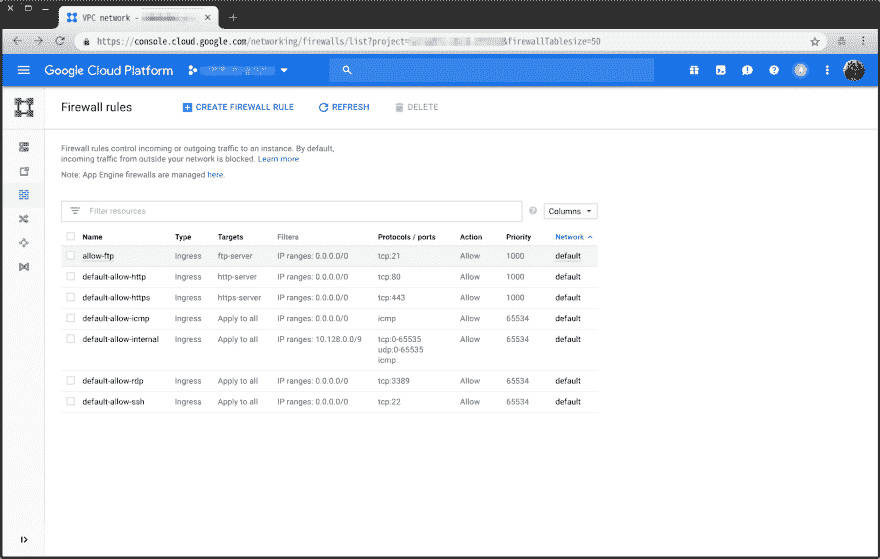 VPC network -
https://console.cloud.google.com/networking/firewalls/list?project= &firewallTablesize=50
Google Cloud Platform
Firewall rules CREATE FIREWALL RULE REFRESH DELETE
Firewall rules control incoming or outgoing traffic to an instance. By default,
incoming traffic from outside your network is blocked. Learn more
Note: App Engine firewalls are managed here.
Filter resources Columns
Name Type Targets Filters Protocols / ports Action Priority Network
allow-ftp Ingress ftp-server IP ranges: 0.0.0.0/0 tcp:21 Allow 1000 default
default-allow-http Ingress http-server IP ranges: 0.0.0.0/0 tcp:80 Allow 1000 default
default-allow-https Ingress https-server IP ranges: 0.0.0.0/0 tcp:443 Allow 1000 default
default-allow-icmp Ingress Apply to all IP ranges: 0.0.0.0/0 icmp Allow 65534 default
default-allow-internal Ingress Apply to all IP ranges: 10.128.0.0/9 tcp:0-65535 Allow 65534 default
udp:0-65535
icmp
default-allow-rdp Ingress Apply to all IP ranges: 0.0.0.0/0 tcp:3389 Allow 65534 default
default-allow-ssh Ingress Apply to all IP ranges: 0.0.0.0/0 tcp:22 Allow 65534 default